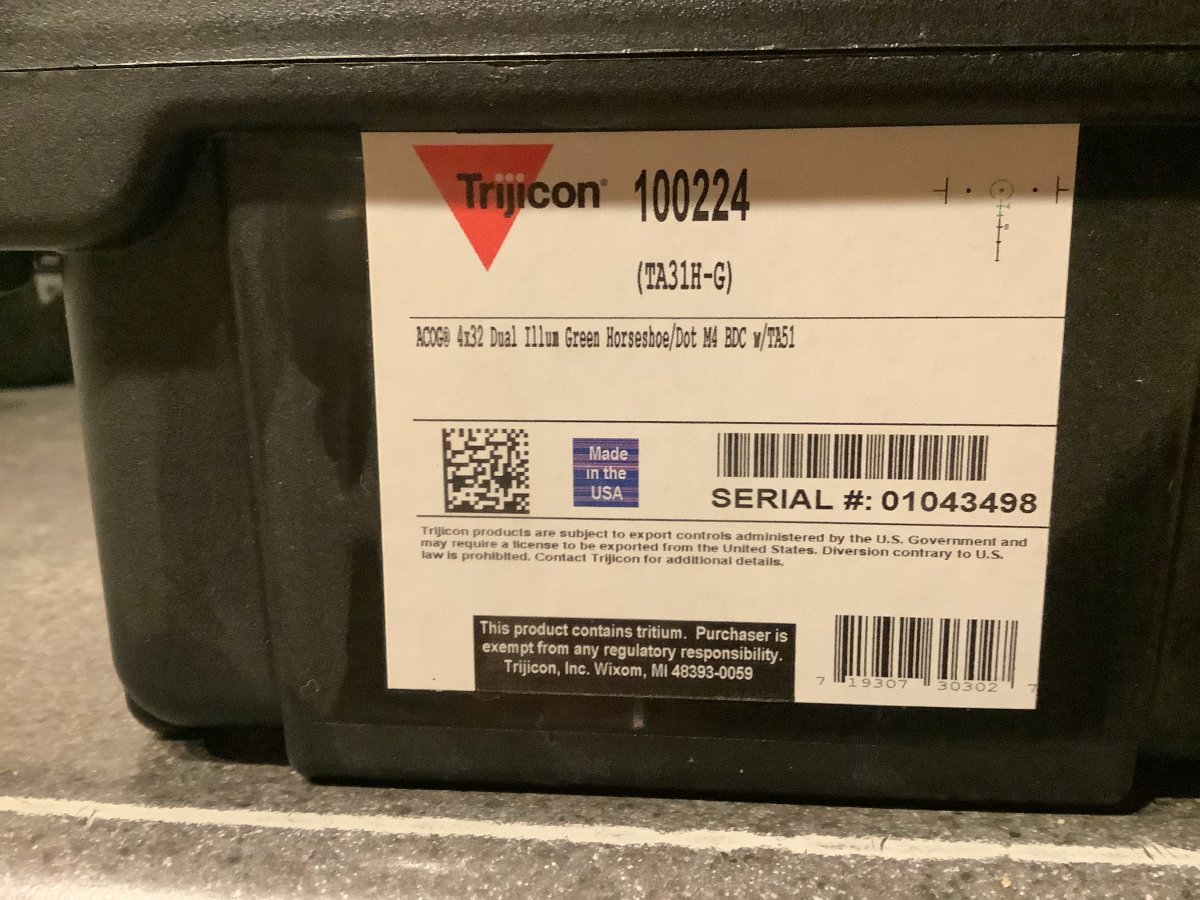 Trijicon® 100224
(TA31H-G)
ACOG® 4x32 Dual Illum Green Horseshoe/Dot M4 BDC w/TA51
Made
in the
USA
SERIAL #: 01043498
Trijicon products are subject to export controls administered by the U.S. Government and
may require a license to be exported from the United States. Diversion contrary to U.S.
law is prohibited. Contact Trijicon for additional details.
This product contains tritium. Purchaser is
exempt from any regulatory responsibility.
Trijicon, Inc. Wixom, MI 48393-0059
7 19307 30302 7